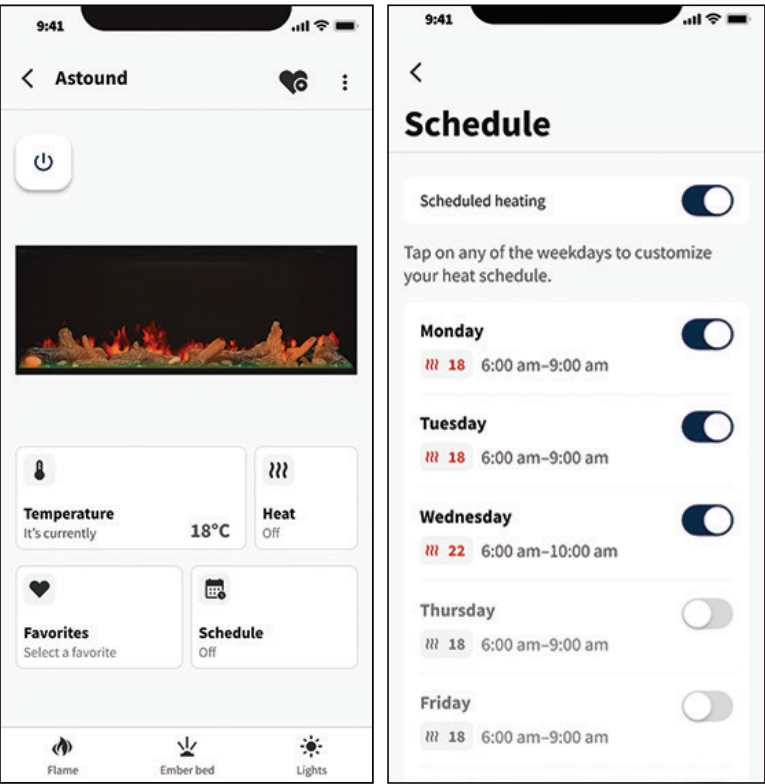 9:41
Astound
Temperature
It's currently
18°C
Heat
Off
Favorites
Select a favorite
Schedule
Off
Flame
Ember bed
Lights
9:41
Schedule
Scheduled heating
Tap on any of the weekdays to customize
your heat schedule.
Monday
18 6:00 am–9:00 am
Tuesday
18 6:00 am–9:00 am
Wednesday
22 6:00 am–10:00 am
Thursday
18 6:00 am–9:00 am
Friday
18 6:00 am–9:00 am